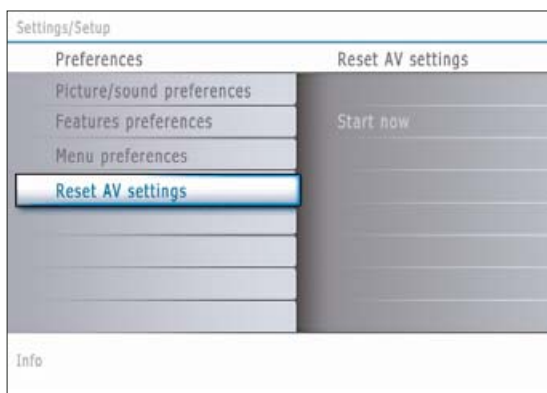 Settings/Setup
Preferences
Reset AV settings
Picture/sound preferences
Features preferences
Start now
Menu preferences
Reset AV settings
Info